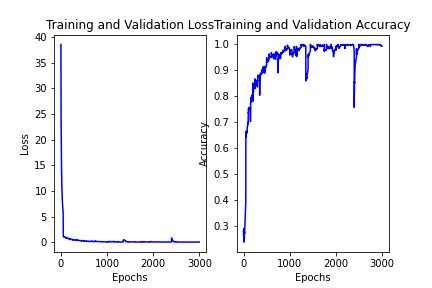 Training and Validation Loss
Loss
40
35
30
25
20
15
10
5
0
0 1000 2000 3000
Epochs
Training and Validation Accuracy
Accuracy
1.0
0.9
0.8
0.7
0.6
0.5
0.4
0.3
0 1000 2000 3000
Epochs